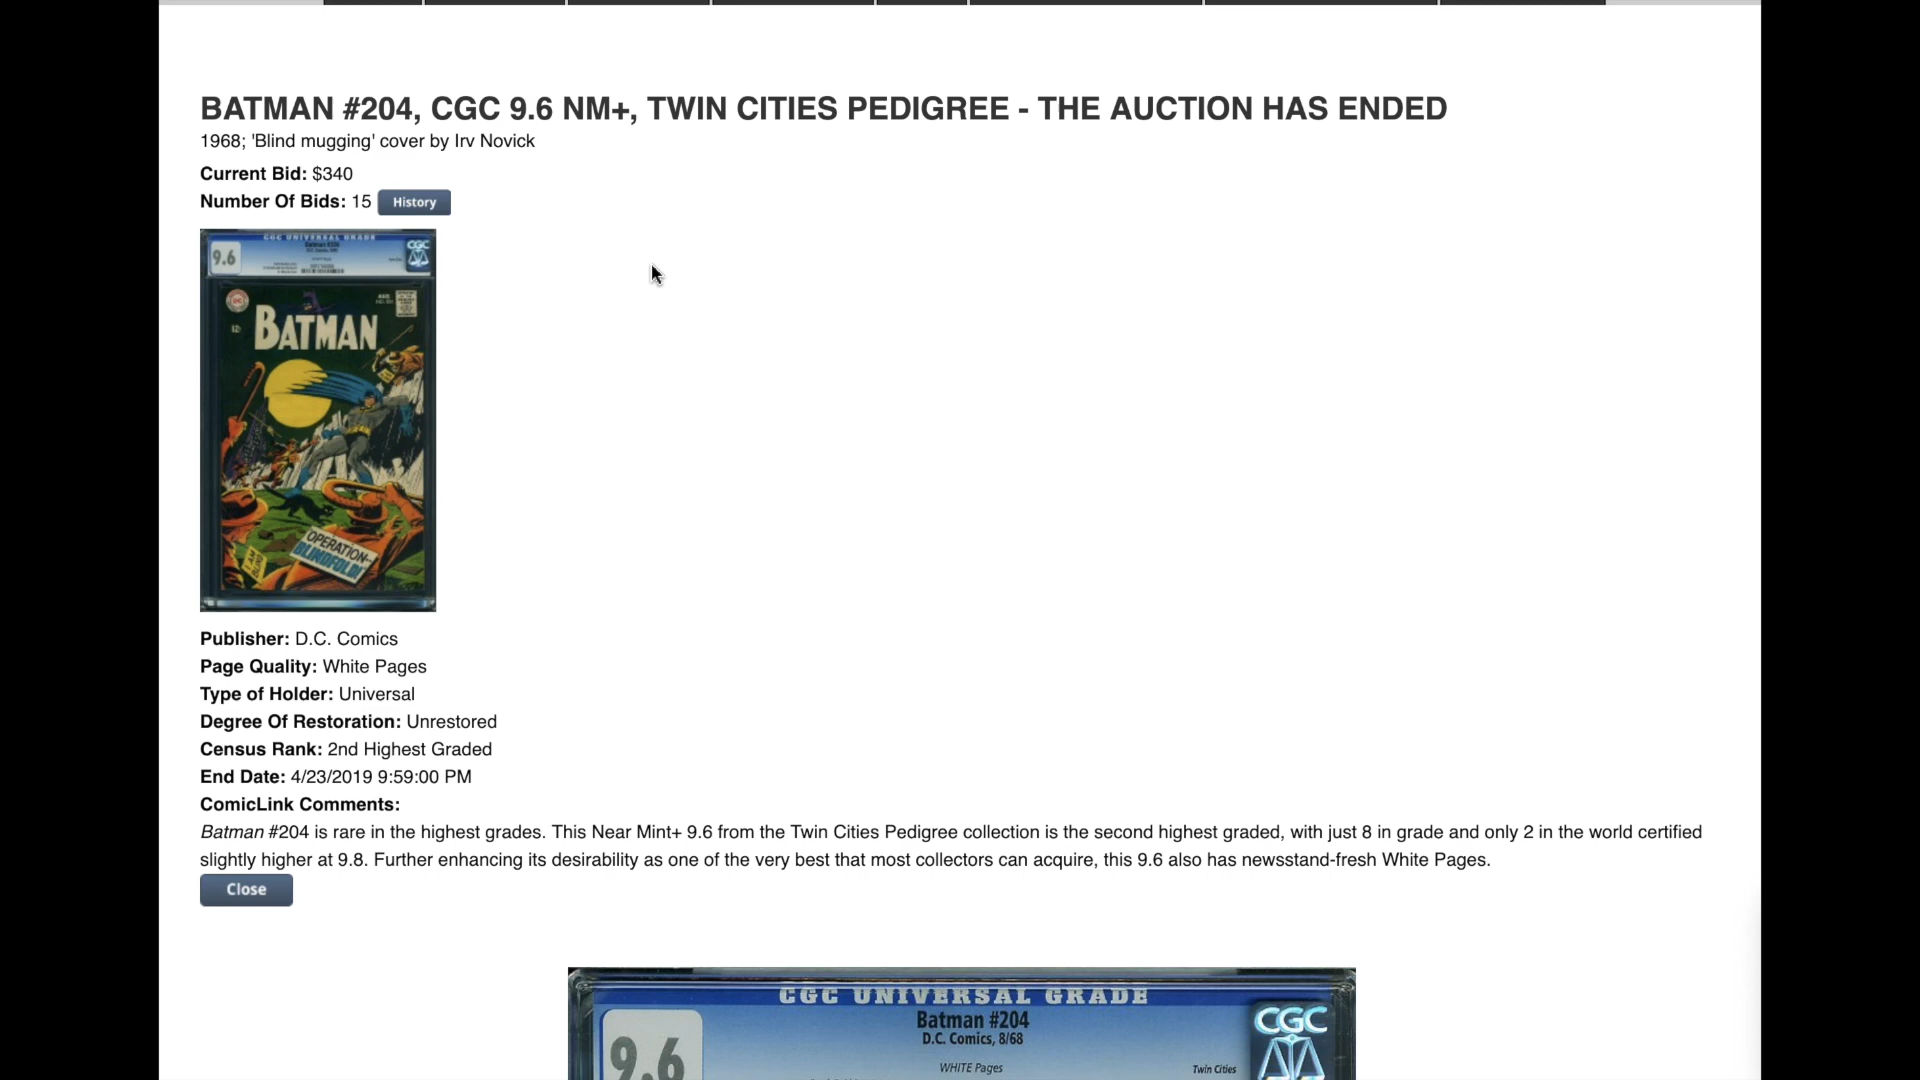 BATMAN #204, CGC 9.6 NM+, TWIN CITIES PEDIGREE - THE AUCTION HAS ENDED
1968; 'Blind mugging' cover by Irv Novick
Current Bid: $340
Number Of Bids: 15 History
CGC UNIVERSAL GRADE
9.6
CGC
BATMAN
OPERATION--
BLINDFOLD!
Publisher: D.C. Comics
Page Quality: White Pages
Type of Holder: Universal
Degree Of Restoration: Unrestored
Census Rank: 2nd Highest Graded
End Date: 4/23/2019 9:59:00 PM
ComicLink Comments:
Batman #204 is rare in the highest grades. This Near Mint+ 9.6 from the Twin Cities Pedigree collection is the second highest graded, with just 8 in grade and only 2 in the world certified
slightly higher at 9.8. Further enhancing its desirability as one of the very best that most collectors can acquire, this 9.6 also has newsstand-fresh White Pages.
Close
CGC UNIVERSAL GRADE
Batman #204
D.C. Comics, 8/68
9.6
CGC
WHITE Pages
Twin Cities